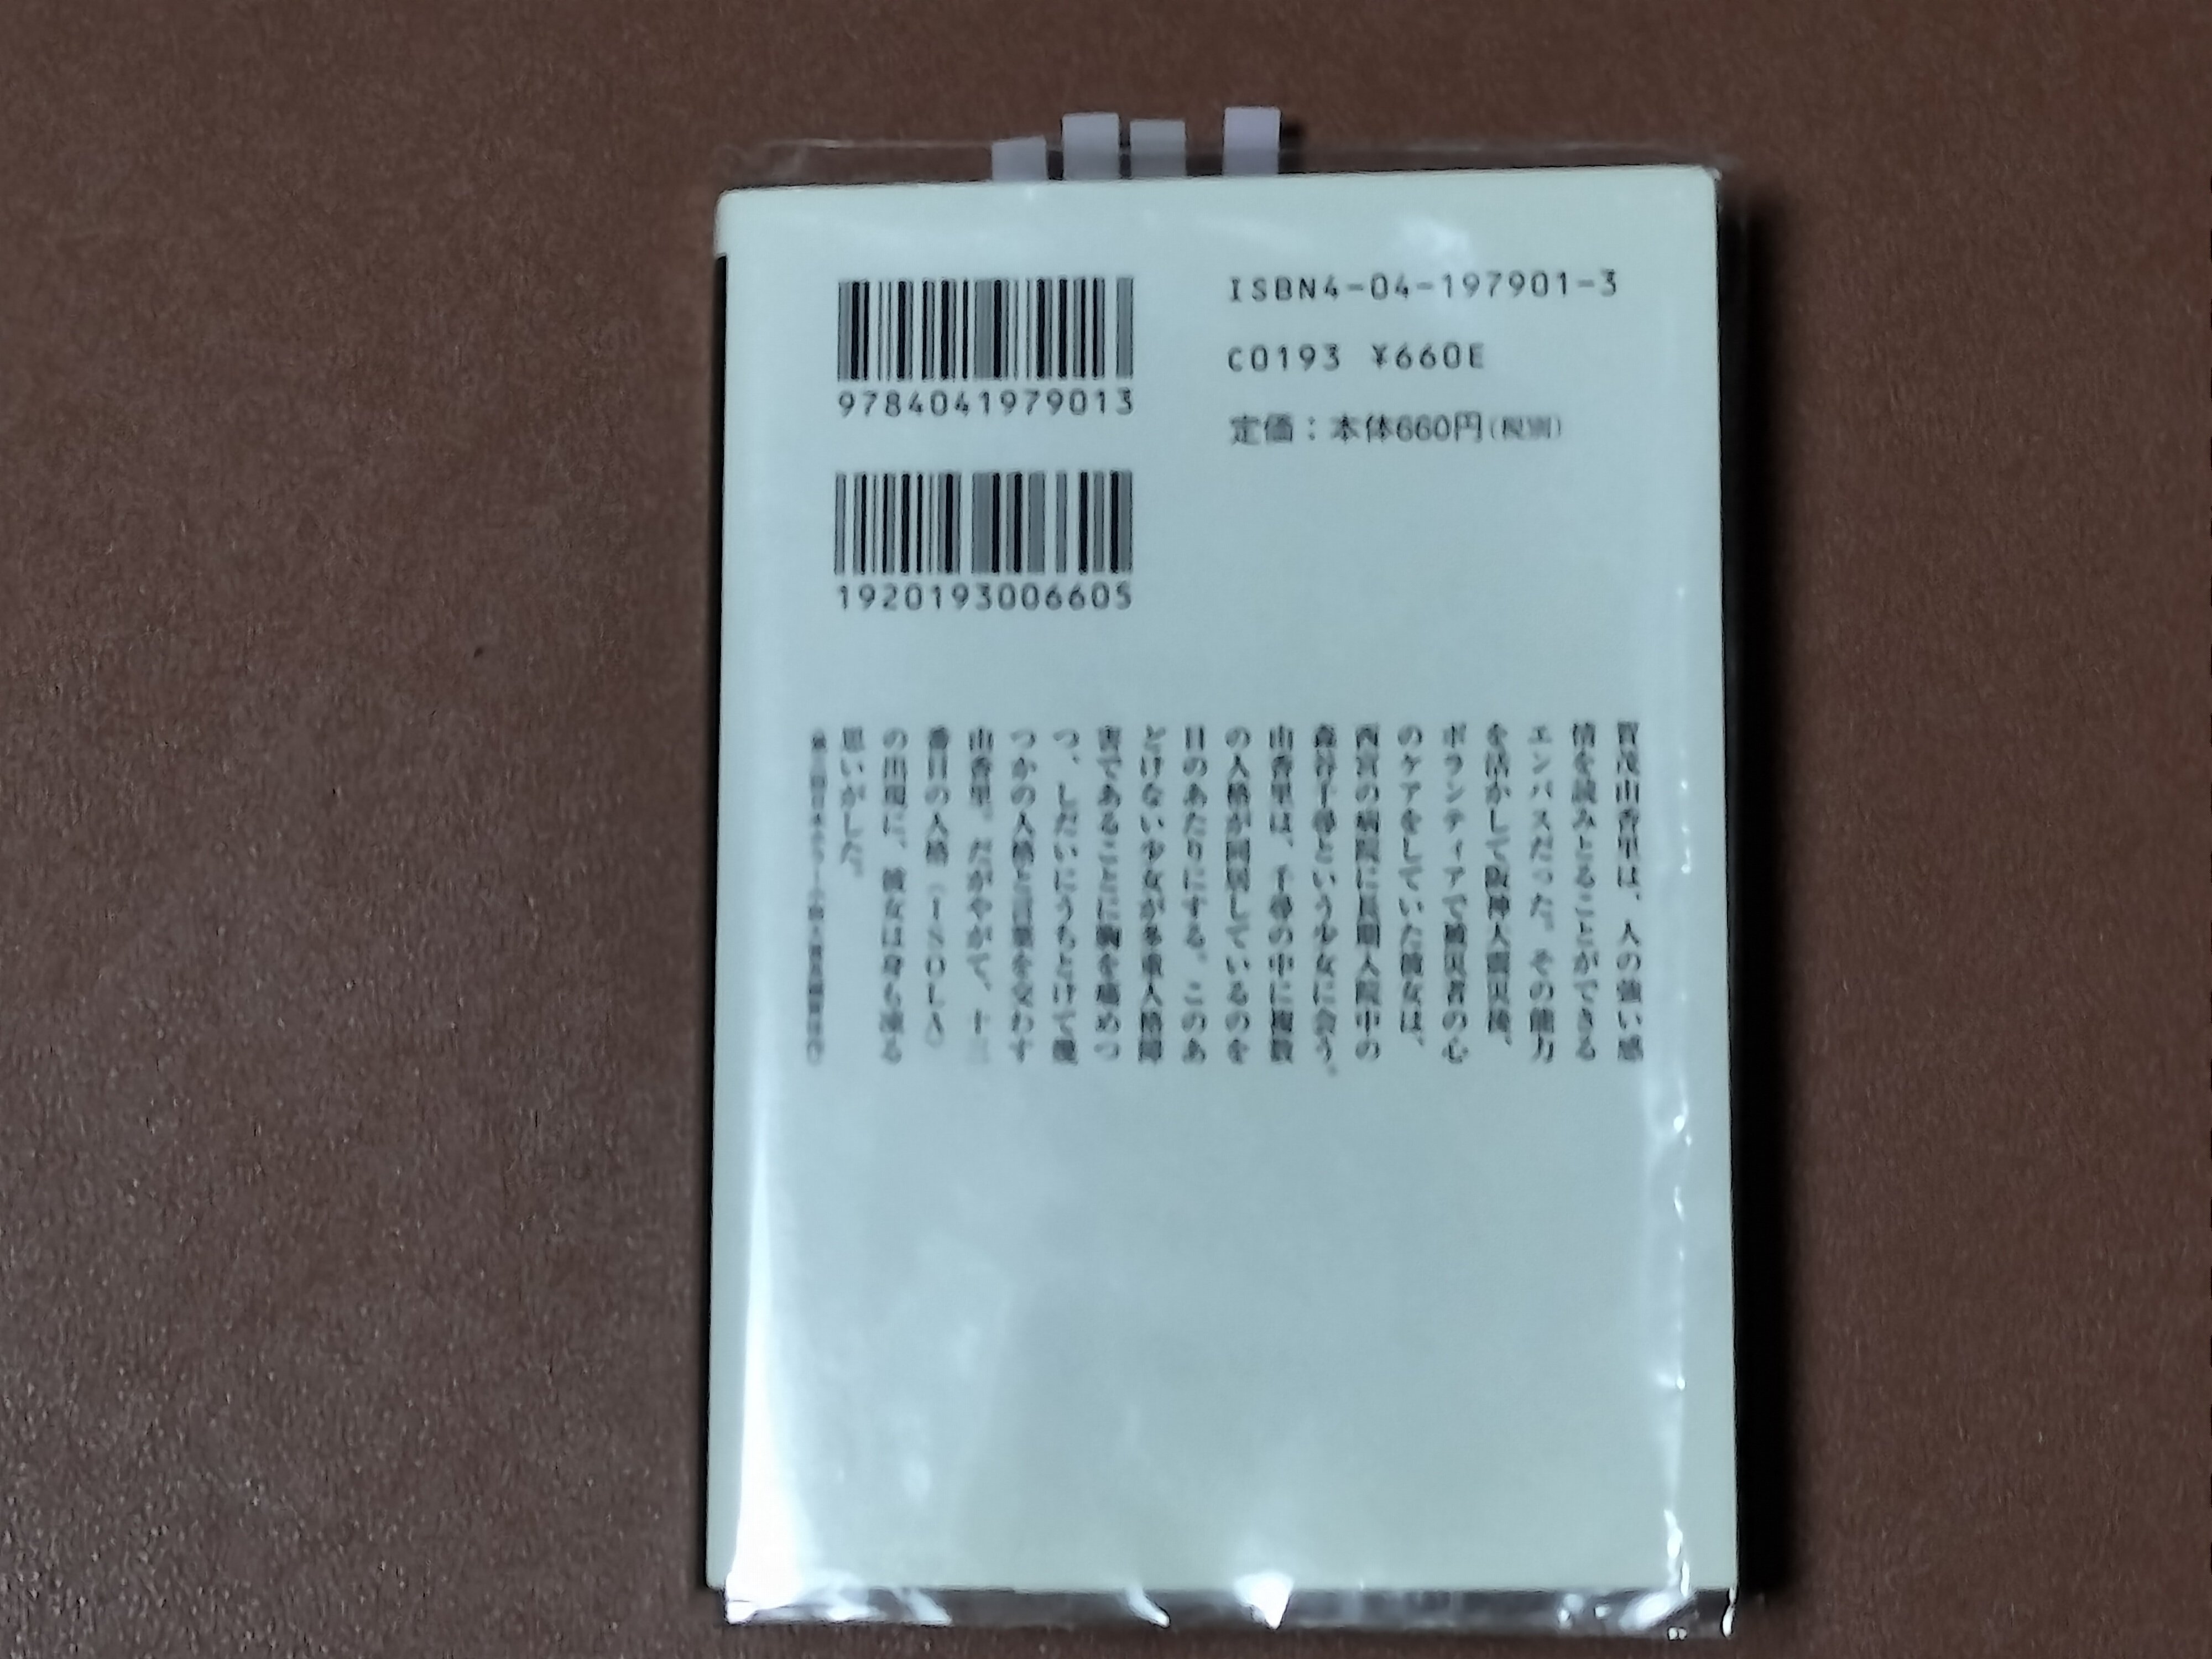 ISBN4-04-197901-3
C0193 ¥660E
定価：本体660円(税別)
9784041979013
1920193006605
賀茂由香里は、人の強い感
情を読みとることができる
エンパスだった。その能力
を活かして阪神大震災後、
ボランティアで被災者の心
のケアをしていた彼女は、
西宮の病院に長期入院中の
森谷千尋という少女に会う。
由香里は、千尋の中に複数
の人格が同居しているのを
目のあたりにする。このあ
どけない少女が多重人格障
害であることに胸を痛めつ
つ、しだいにうちとけて幾
つかの人格と言葉を交わす
由香里。だがやがて、十三
番目の人格〈ＩＳＯＬＡ〉
の出現に、彼女は身も凍る
思いがした。